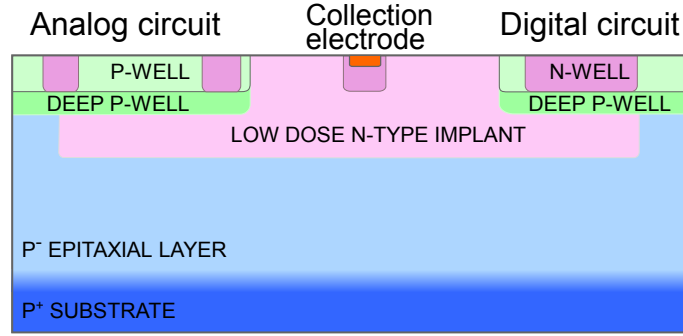 Analog circuit
Collection
electrode
Digital circuit
P-WELL
N-WELL
DEEP P-WELL
DEEP P-WELL
LOW DOSE N-TYPE IMPLANT
P⁻ EPITAXIAL LAYER
P⁺ SUBSTRATE